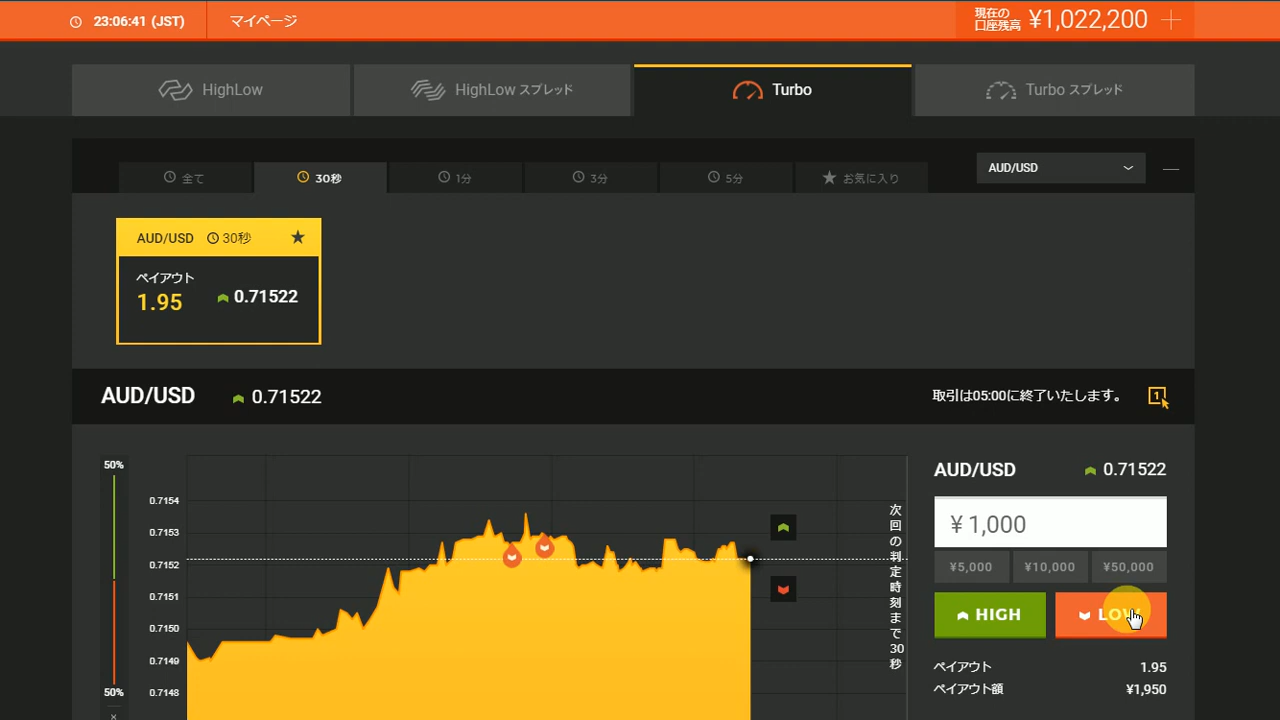 23:06:41 (JST)
マイページ
現在の
口座残高
¥1,022,200
HighLow
HighLow スプレッド
Turbo
Turbo スプレッド
全て
30秒
1分
3分
5分
お気に入り
AUD/USD
AUD/USD 30秒
ペイアウト
1.95
0.71522
AUD/USD
0.71522
取引は05:00に終了いたします。
1
50%
50%
0.7154
0.7153
0.7152
0.7151
0.7150
0.7149
0.7148
次回の判定時刻まで30秒
AUD/USD
0.71522
¥ 1,000
¥5,000
¥10,000
¥50,000
HIGH
LOW
ペイアウト
1.95
ペイアウト額
¥1,950